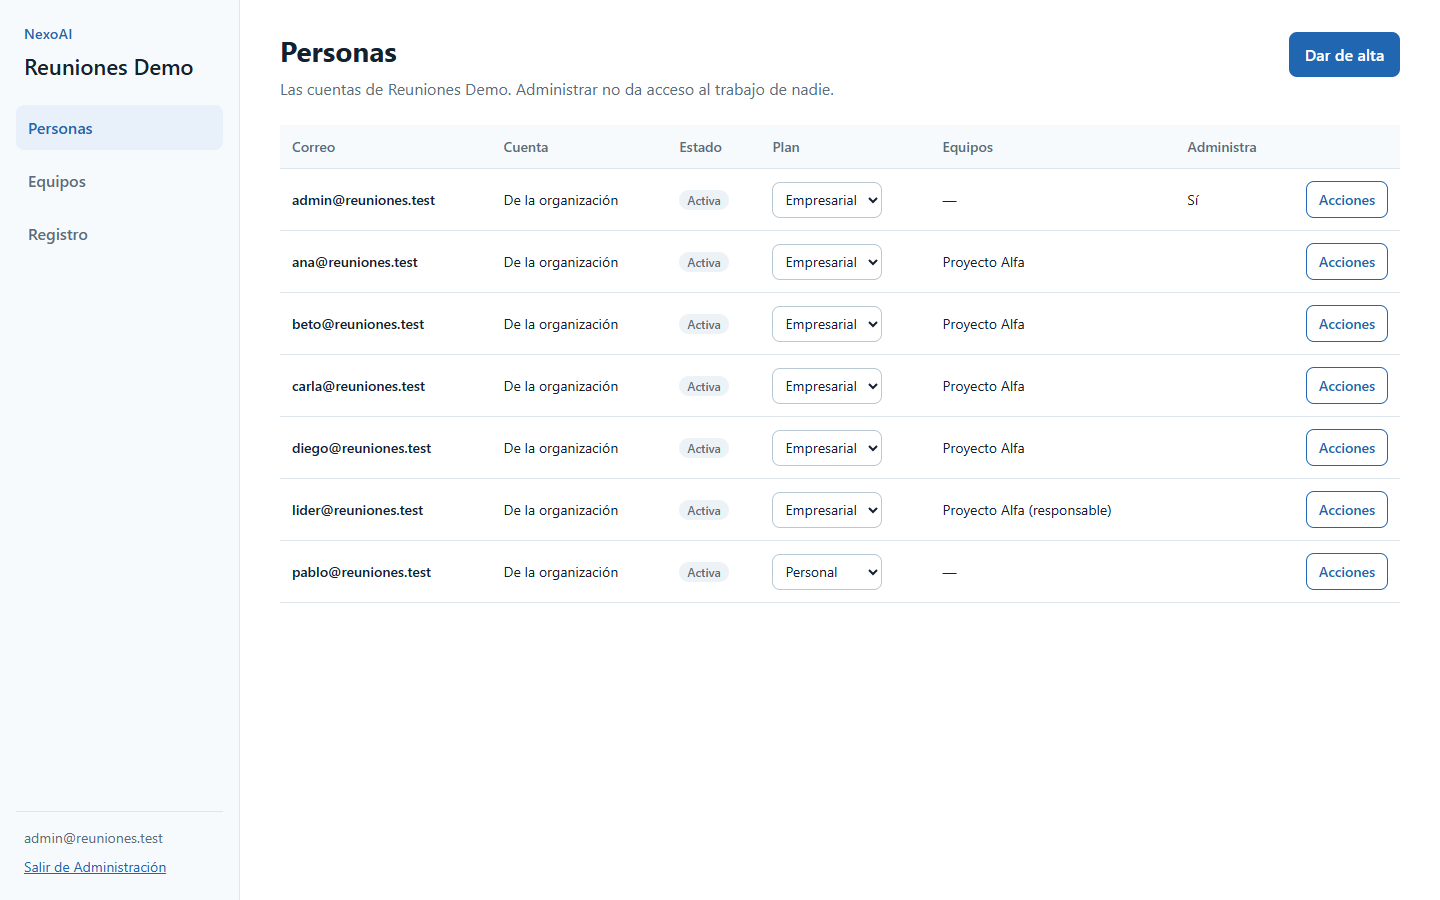 NexoAI
Reuniones Demo
Personas
Equipos
Registro
admin@reuniones.test
Salir de Administración
Personas
Las cuentas de Reuniones Demo. Administrar no da acceso al trabajo de nadie.
Dar de alta
Correo Cuenta Estado Plan Equipos Administra
admin@reuniones.test De la organización Activa Empresarial — Sí Acciones
ana@reuniones.test De la organización Activa Empresarial Proyecto Alfa Acciones
beto@reuniones.test De la organización Activa Empresarial Proyecto Alfa Acciones
carla@reuniones.test De la organización Activa Empresarial Proyecto Alfa Acciones
diego@reuniones.test De la organización Activa Empresarial Proyecto Alfa Acciones
lider@reuniones.test De la organización Activa Empresarial Proyecto Alfa (responsable) Acciones
pablo@reuniones.test De la organización Activa Personal — Acciones